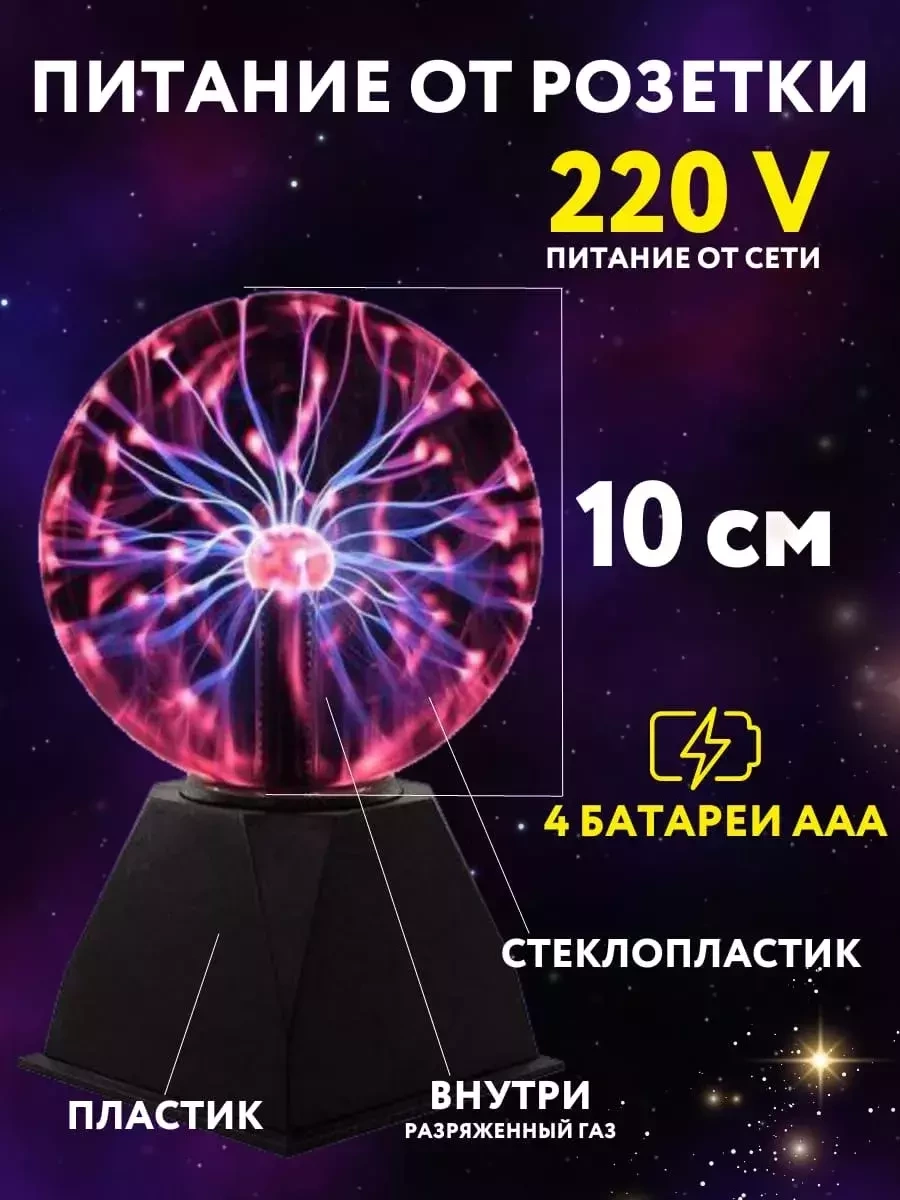 ПИТАНИЕ ОТ РОЗЕТКИ
220 V
ПИТАНИЕ ОТ СЕТИ
10 см
4 БАТАРЕИ ААА
СТЕКЛОПЛАСТИК
ВНУТРИ
РАЗРЯЖЕННЫЙ ГАЗ
ПЛАСТИК